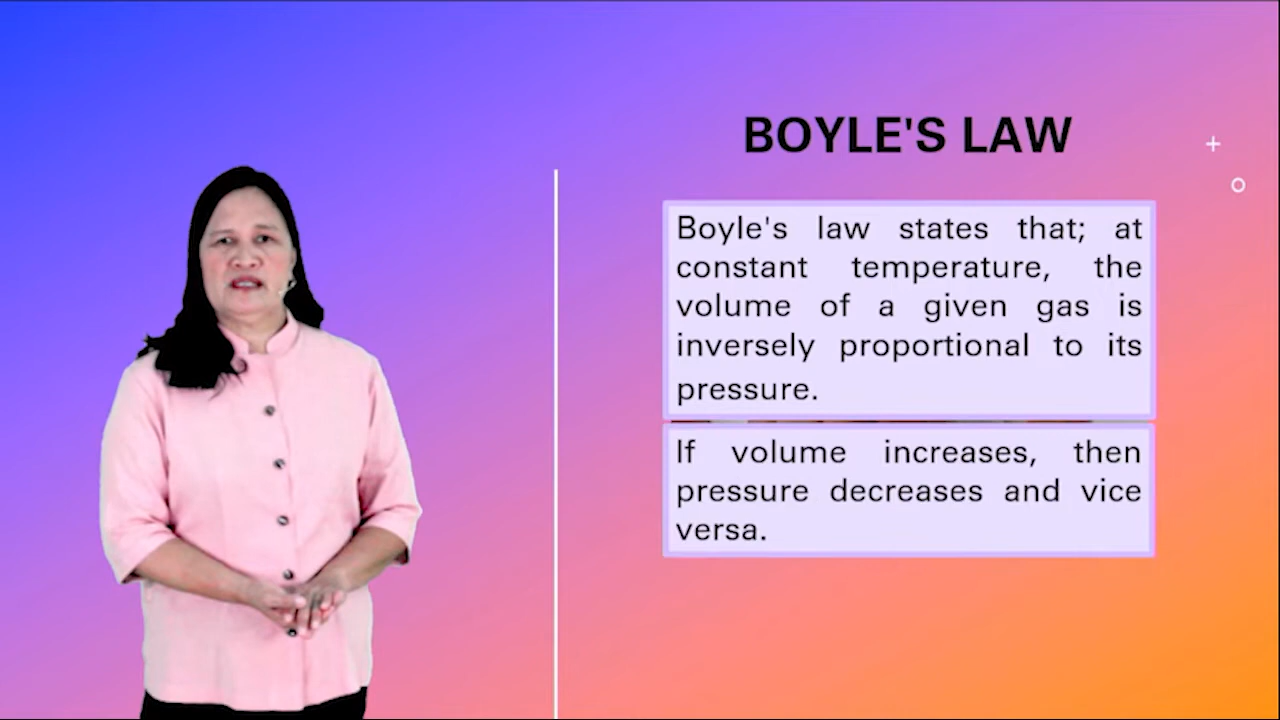 BOYLE'S LAW
Boyle's law states that; at
constant temperature, the
volume of a given gas is
inversely proportional to its
pressure.
If volume increases, then
pressure decreases and vice
versa.